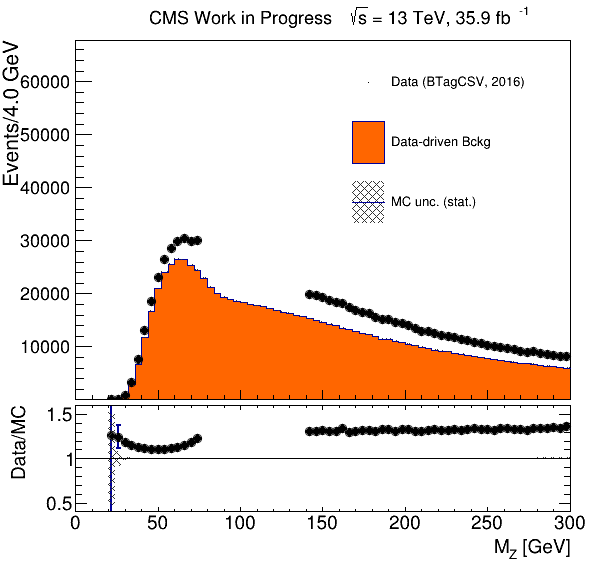 CMS Work in Progress √s = 13 TeV, 35.9 fb -1
Events/4.0 GeV
60000
50000
40000
30000
20000
10000
Data (BTagCSV, 2016)
Data-driven Bckg
MC unc. (stat.)
Data/MC
1.5
1
0.5
0 50 100 150 200 250 300
M_Z [GeV]